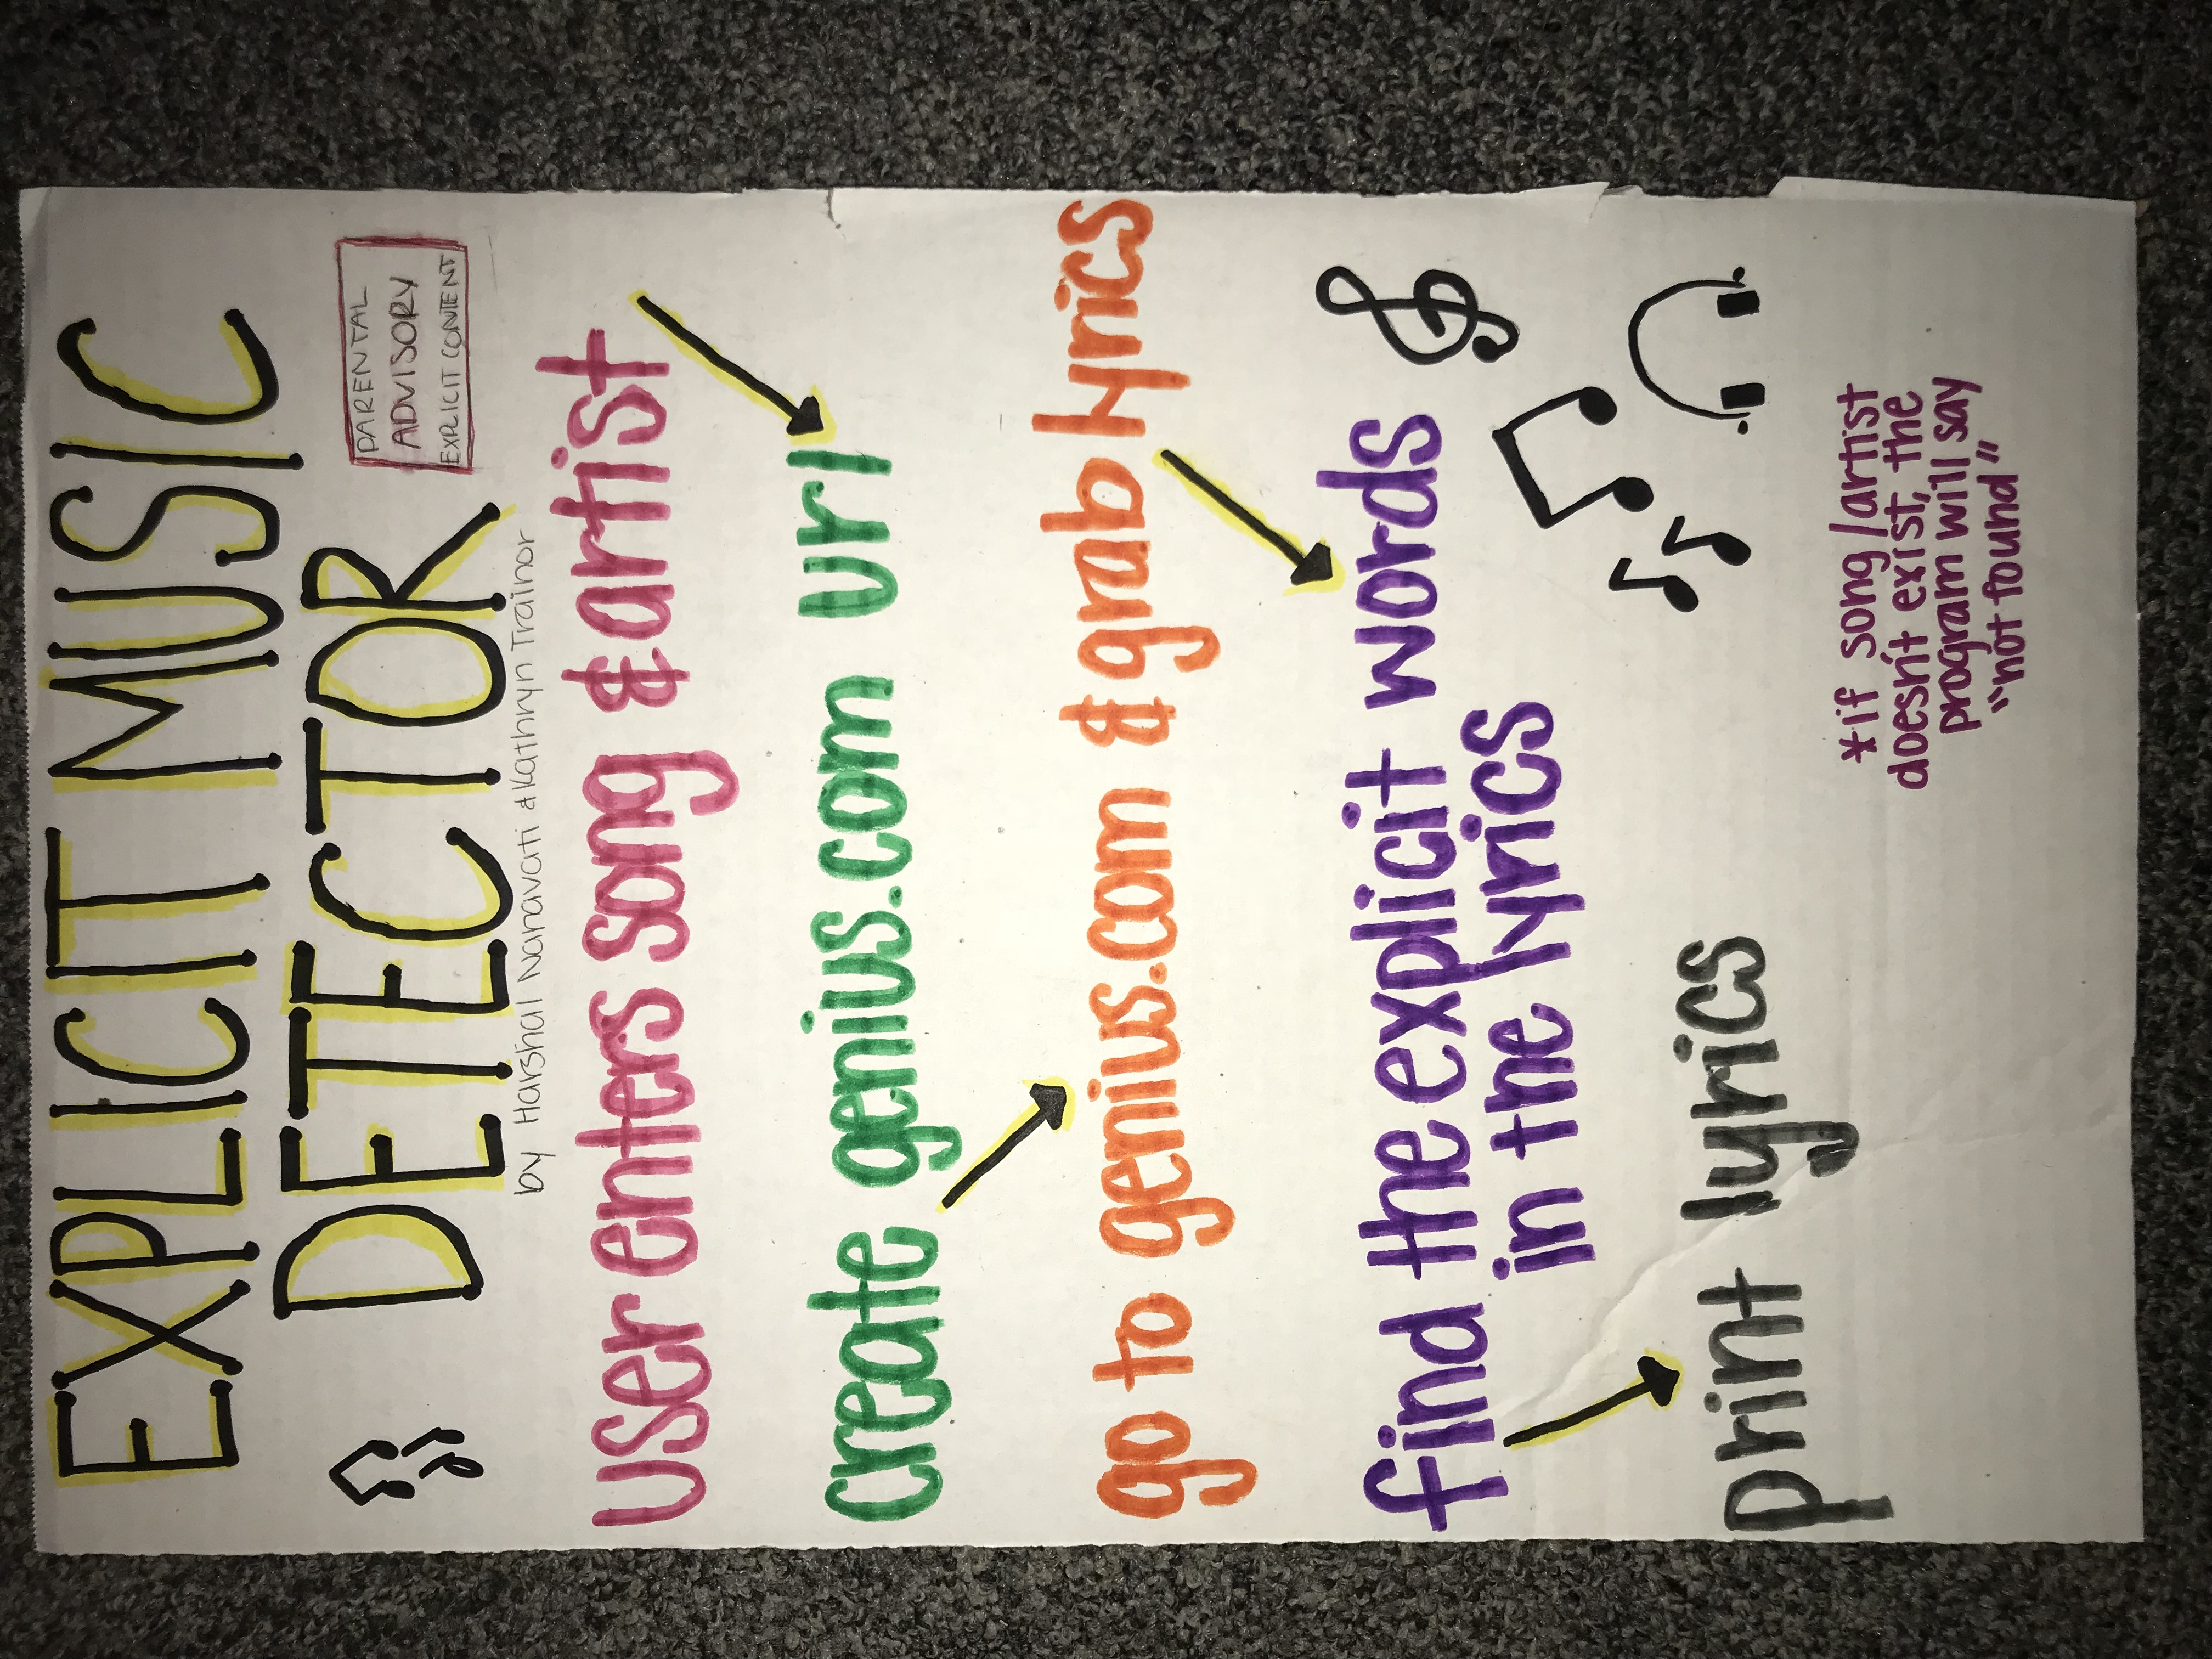 EXPLICIT MUSIC
DETECTOR
PARENTAL
ADVISORY
EXPLICIT CONTENT
by Harshal Nanavati & Kathryn Trainor
user enters song & artist
create genius.com url
go to genius.com & grab lyrics
find the explicit words
in the lyrics
print lyrics
*if song/artist
doesn't exist, the
program will say
"not found"